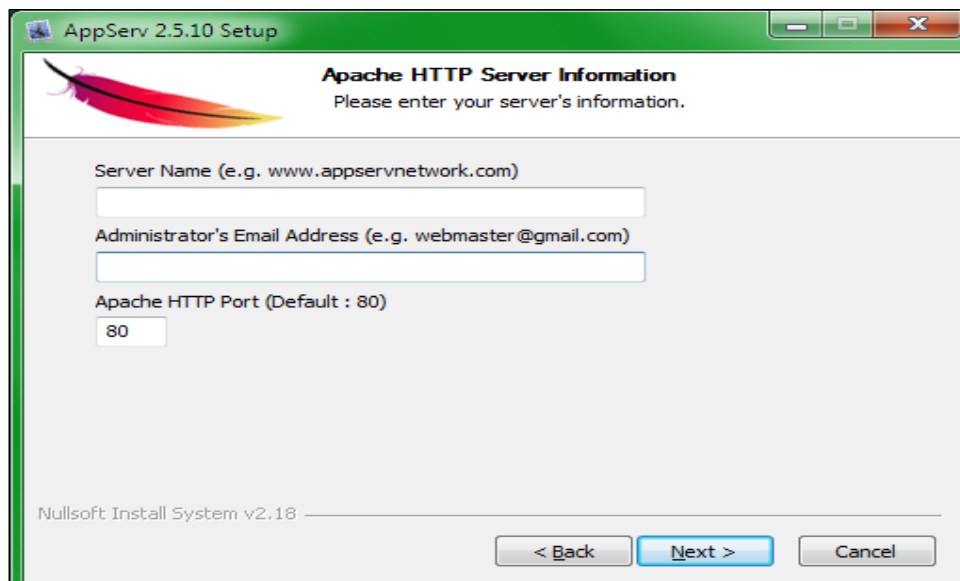 AppServ 2.5.10 Setup
Apache HTTP Server Information
Please enter your server's information.
Server Name (e.g. www.appservnetwork.com)
Administrator's Email Address (e.g. webmaster@gmail.com)
Apache HTTP Port (Default : 80)
80
Nullsoft Install System v2.18
< Back Next > Cancel